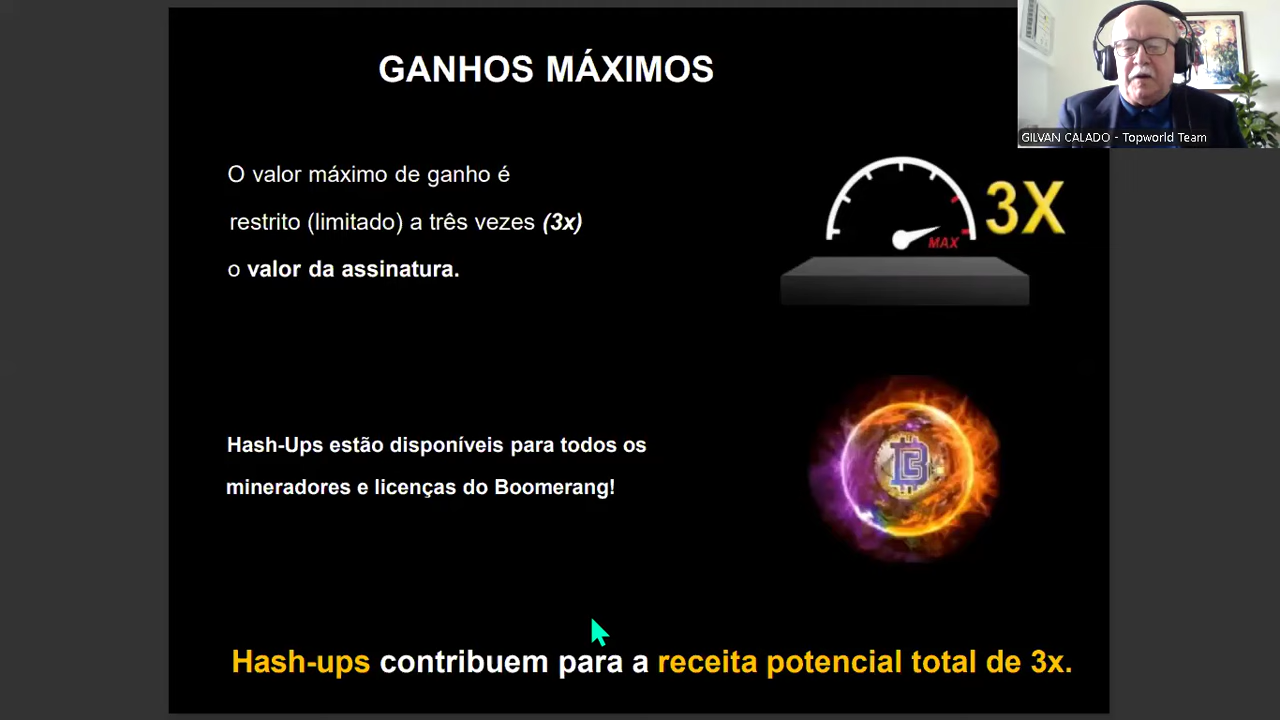 GANHOS MÁXIMOS
GILVAN CALADO - Topworld Team
O valor máximo de ganho é
restrito (limitado) a três vezes (3x)
o valor da assinatura.
3X
MAX
Hash-Ups estão disponíveis para todos os
mineradores e licenças do Boomerang!
Hash-ups contribuem para a receita potencial total de 3x.